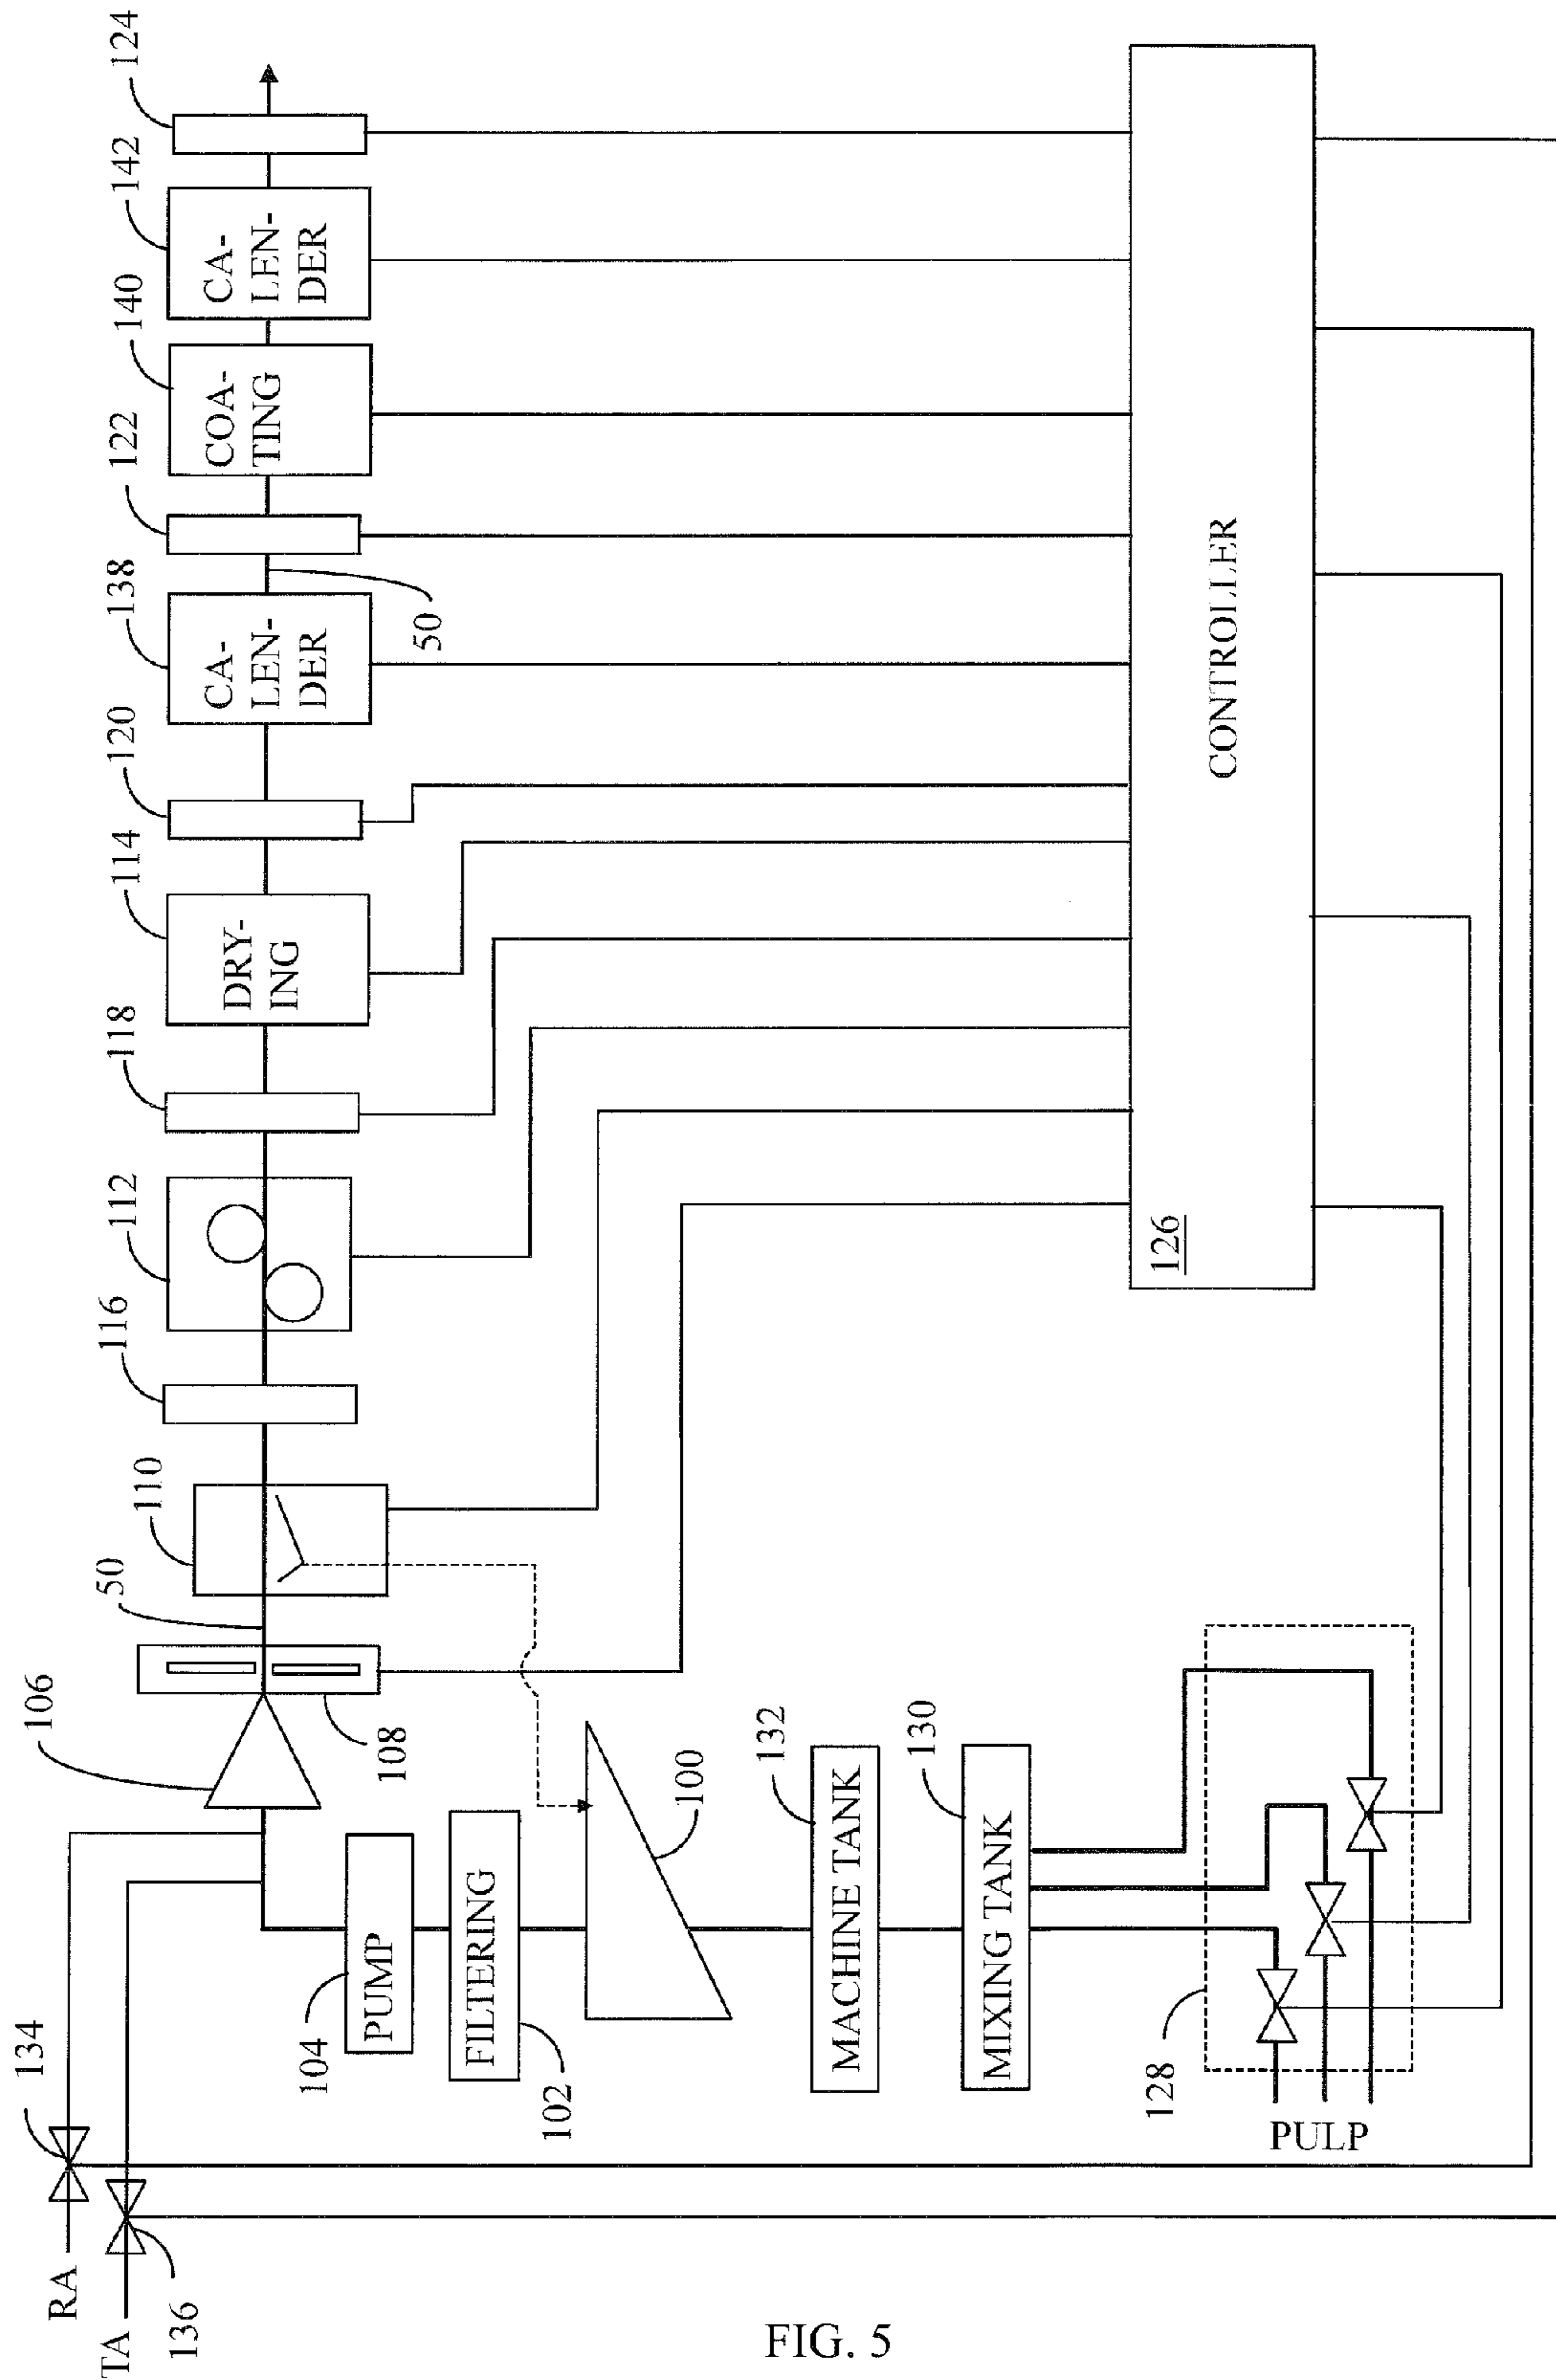 RA
TA
134
136
106
50
108
110
116
112
118
114
DRY-
ING
120
138
CA-
LEN-
DER
50
122
140
COA-
TING
142
CA-
LEN-
DER
124
104
PUMP
102
FILTERING
100
132
MACHINE TANK
130
MIXING TANK
128
PULP
126
CONTROLLER
FIG. 5